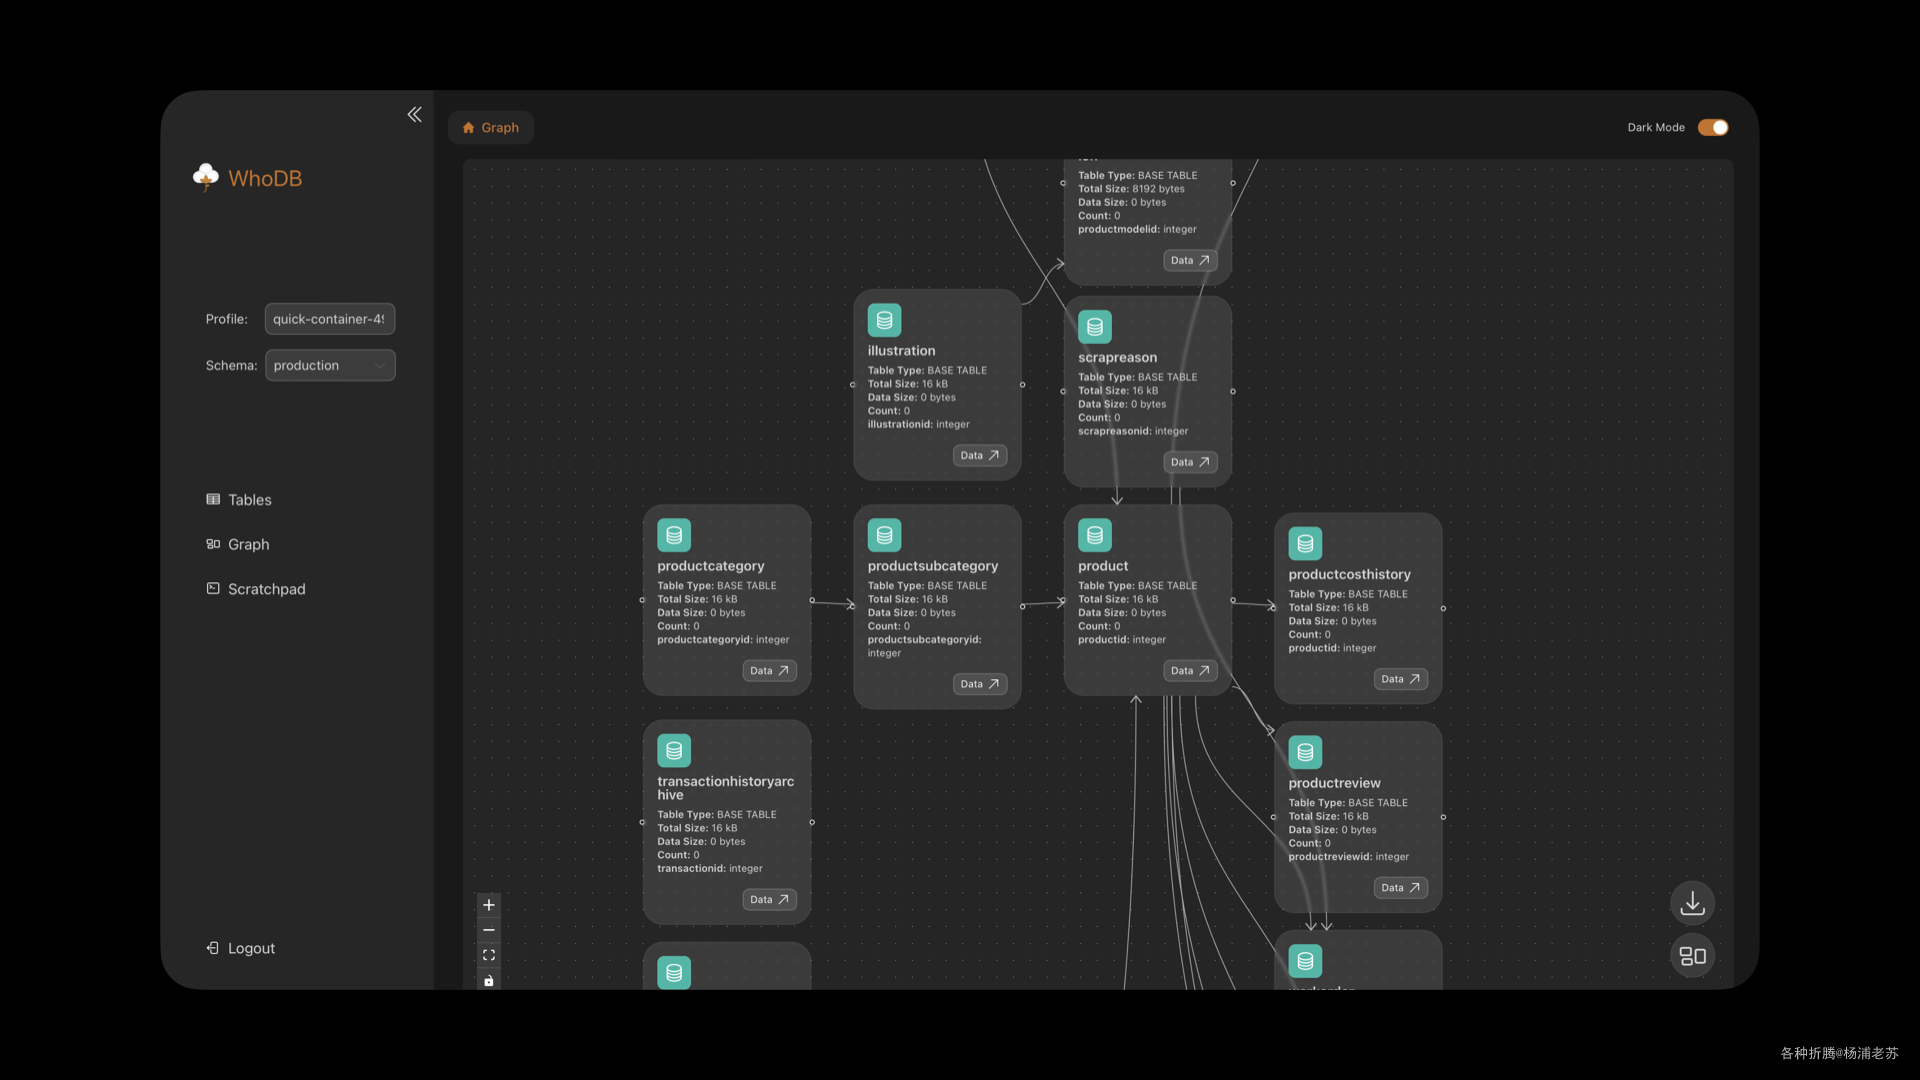 WhoDB
Profile: quick-container-49
Schema: production
Tables
Graph
Scratchpad
Logout
Graph
Dark Mode
Table Type: BASE TABLE
Total Size: 8192 bytes
Data Size: 0 bytes
Count: 0
productmodelid: integer
Data
illustration
Table Type: BASE TABLE
Total Size: 16 kB
Data Size: 0 bytes
Count: 0
illustrationid: integer
Data
scrapreason
Table Type: BASE TABLE
Total Size: 16 kB
Data Size: 0 bytes
Count: 0
scrapreasonid: integer
Data
productcategory
Table Type: BASE TABLE
Total Size: 16 kB
Data Size: 0 bytes
Count: 0
productcategoryid: integer
Data
productsubcategory
Table Type: BASE TABLE
Total Size: 16 kB
Data Size: 0 bytes
Count: 0
productsubcategoryid:
integer
Data
product
Table Type: BASE TABLE
Total Size: 16 kB
Data Size: 0 bytes
Count: 0
productid: integer
Data
productcosthistory
Table Type: BASE TABLE
Total Size: 16 kB
Data Size: 0 bytes
Count: 0
productid: integer
Data
transactionhistoryarc
hive
Table Type: BASE TABLE
Total Size: 16 kB
Data Size: 0 bytes
Count: 0
transactionid: integer
Data
productreview
Table Type: BASE TABLE
Total Size: 16 kB
Data Size: 0 bytes
Count: 0
productreviewid: integer
Data
各种折腾@杨浦老苏